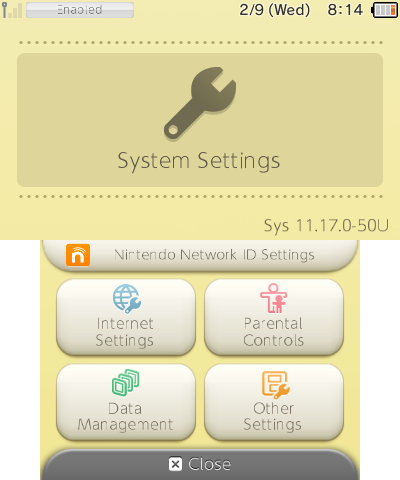 Enabled 2/9 (Wed) 8:14
System Settings
Sys 11.17.0-50U
Nintendo Network ID Settings
Internet
Settings
Parental
Controls
Data
Management
Other
Settings
Close